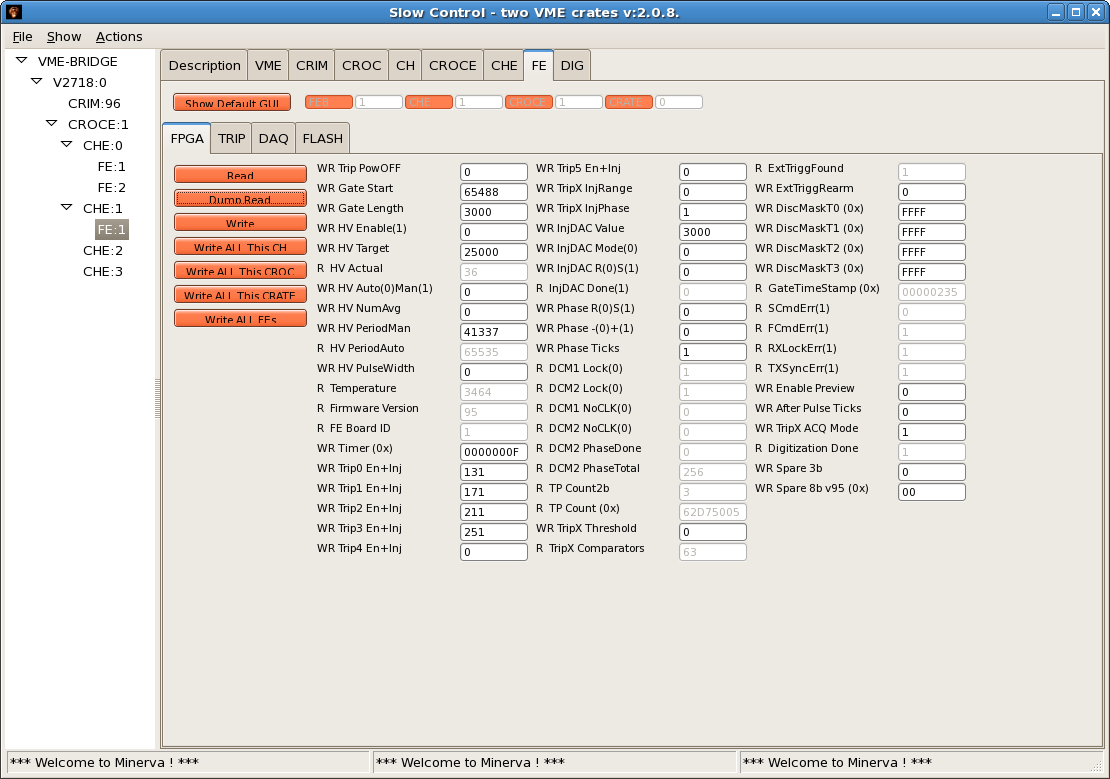 Slow Control - two VME crates v:2.0.8.
File Show Actions
VME-BRIDGE
V2718:0
CRIM:96
CROCE:1
CHE:0
FE:1
FE:2
CHE:1
FE:1
CHE:2
CHE:3
Description VME CRIM CROC CH CROCE CHE FE DIG
Show Default GUI FEB 1 CHE 1 CROCE 1 CRATE 0
FPGA TRIP DAQ FLASH
Read
Dump Read
Write
Write ALL This CH
Write ALL This CROC
Write ALL This CRATE
Write ALL FEs
WR Trip PowOFF 0
WR Gate Start 65488
WR Gate Length 3000
WR HV Enable(1) 0
WR HV Target 25000
R HV Actual 36
WR HV Auto(0)Man(1) 0
WR HV NumAvg 0
WR HV PeriodMan 41337
R HV PeriodAuto 65535
WR HV PulseWidth 0
R Temperature 3464
R Firmware Version 95
R FE Board ID 1
WR Timer (0x) 0000000F
WR Trip0 En+Inj 131
WR Trip1 En+Inj 171
WR Trip2 En+Inj 211
WR Trip3 En+Inj 251
WR Trip4 En+Inj 0
WR Trip5 En+Inj 0
WR TripX InjRange 0
WR TripX InjPhase 1
WR InjDAC Value 3000
WR InjDAC Mode(0) 0
WR InjDAC R(0)S(1) 0
R InjDAC Done(1) 0
WR Phase R(0)S(1) 0
WR Phase -(0)+(1) 0
WR Phase Ticks 1
R DCM1 Lock(0) 1
R DCM2 Lock(0) 1
R DCM1 NoCLK(0) 0
R DCM2 NoCLK(0) 0
R DCM2 PhaseDone 0
R DCM2 PhaseTotal 256
R TP Count2b 3
R TP Count (0x) 62D75005
WR TripX Threshold 0
R TripX Comparators 63
R ExtTriggFound 1
WR ExtTriggRearm 0
WR DiscMaskT0 (0x) FFFF
WR DiscMaskT1 (0x) FFFF
WR DiscMaskT2 (0x) FFFF
WR DiscMaskT3 (0x) FFFF
R GateTimeStamp (0x) 00000235
R SCmdErr(1) 0
R FCmdErr(1) 1
R RXLockErr(1) 1
R TXSyncErr(1) 1
WR Enable Preview 0
WR After Pulse Ticks 0
WR TripX ACQ Mode 1
R Digitization Done 1
WR Spare 3b 0
WR Spare 8b v95 (0x) 00
*** Welcome to Minerva ! *** *** Welcome to Minerva ! *** *** Welcome to Minerva ! ***